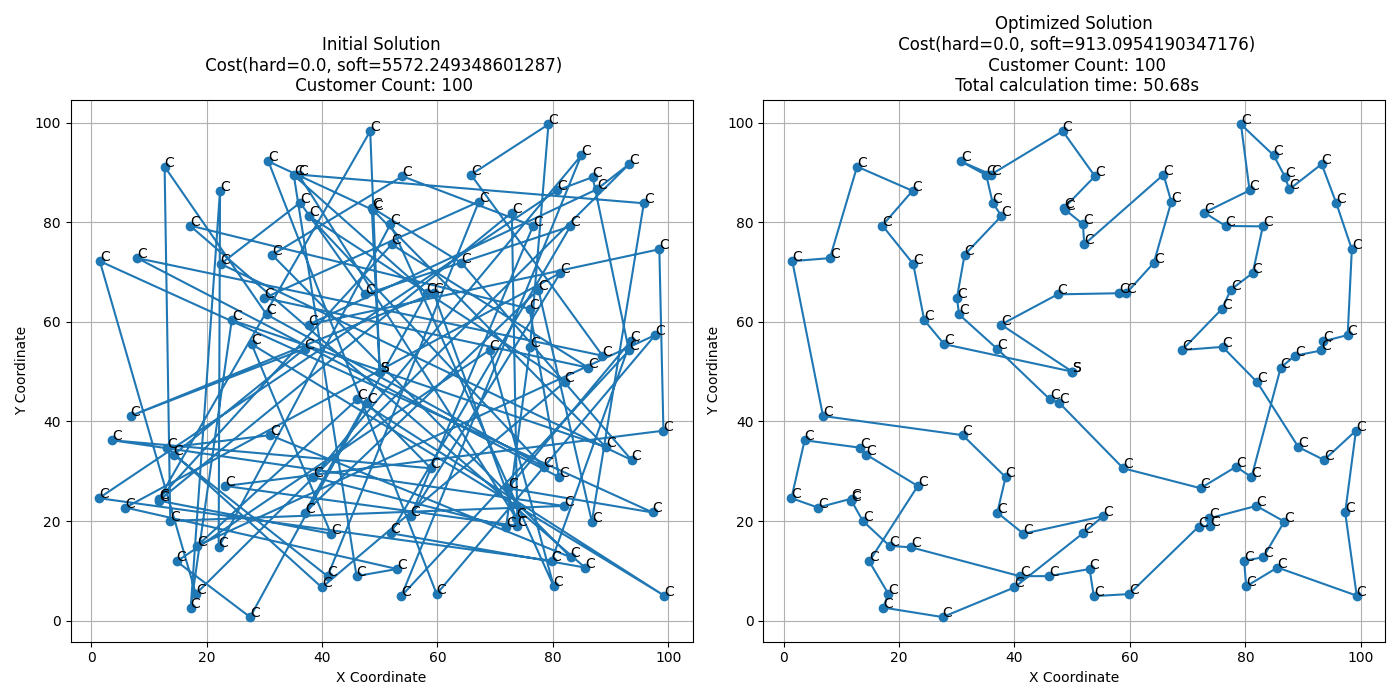 Initial Solution
Cost(hard=0.0, soft=5572.249348601287)
Customer Count: 100
100
80
60
40
20
0
Y Coordinate
S
C
0 20 40 60 80 100
X Coordinate
Optimized Solution
Cost(hard=0.0, soft=913.0954190347176)
Customer Count: 100
Total calculation time: 50.68s
100
80
60
40
20
0
Y Coordinate
S
C
0 20 40 60 80 100
X Coordinate